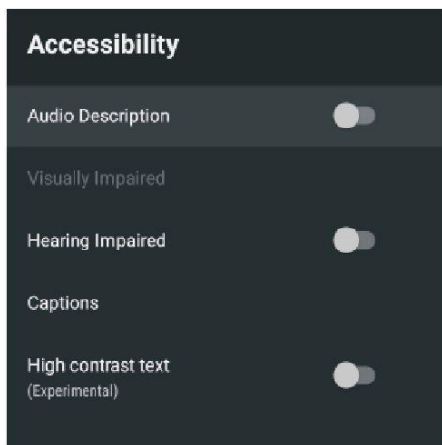 Accessibility
Audio Description
Visually Impaired
Hearing Impaired
Captions
High contrast text
(Experimental)